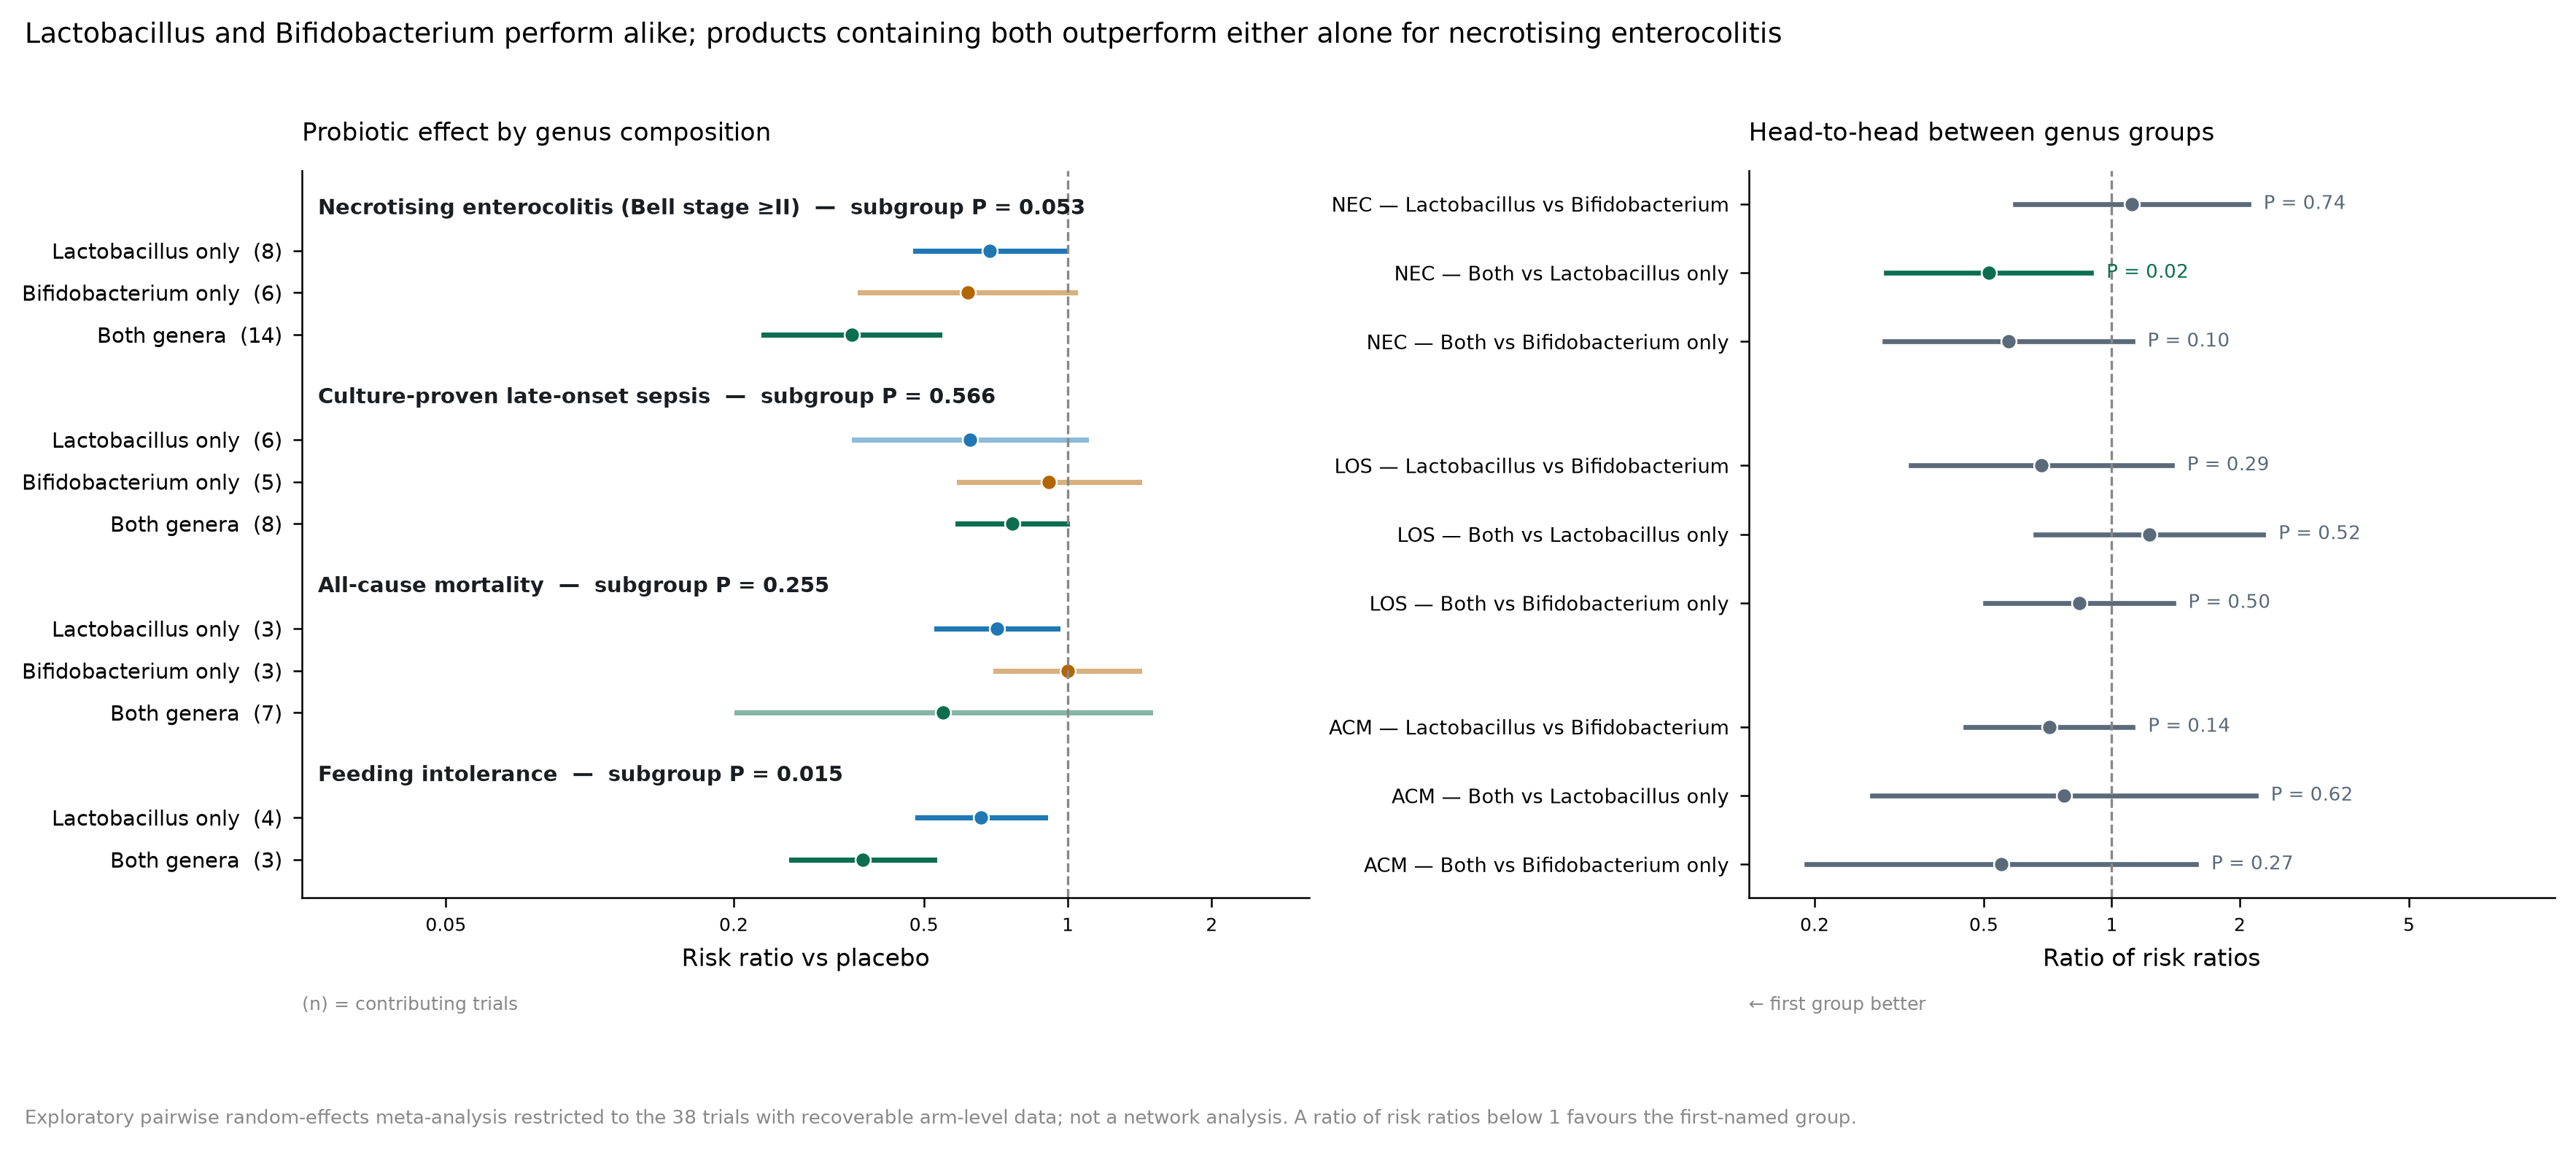 Lactobacillus and Bifidobacterium perform alike; products containing both outperform either alone for necrotising enterocolitis
Probiotic effect by genus composition
Necrotising enterocolitis (Bell stage ≥II) — subgroup P = 0.053
Lactobacillus only (8)
Bifidobacterium only (6)
Both genera (14)
Culture-proven late-onset sepsis — subgroup P = 0.566
Lactobacillus only (6)
Bifidobacterium only (5)
Both genera (8)
All-cause mortality — subgroup P = 0.255
Lactobacillus only (3)
Bifidobacterium only (3)
Both genera (7)
Feeding intolerance — subgroup P = 0.015
Lactobacillus only (4)
Both genera (3)
0.05 0.2 0.5 1 2
Risk ratio vs placebo
(n) = contributing trials
Head-to-head between genus groups
NEC — Lactobacillus vs Bifidobacterium P = 0.74
NEC — Both vs Lactobacillus only P = 0.02
NEC — Both vs Bifidobacterium only P = 0.10
LOS — Lactobacillus vs Bifidobacterium P = 0.29
LOS — Both vs Lactobacillus only P = 0.52
LOS — Both vs Bifidobacterium only P = 0.50
ACM — Lactobacillus vs Bifidobacterium P = 0.14
ACM — Both vs Lactobacillus only P = 0.62
ACM — Both vs Bifidobacterium only P = 0.27
0.2 0.5 1 2 5
Ratio of risk ratios
← first group better
Exploratory pairwise random-effects meta-analysis restricted to the 38 trials with recoverable arm-level data; not a network analysis. A ratio of risk ratios below 1 favours the first-named group.